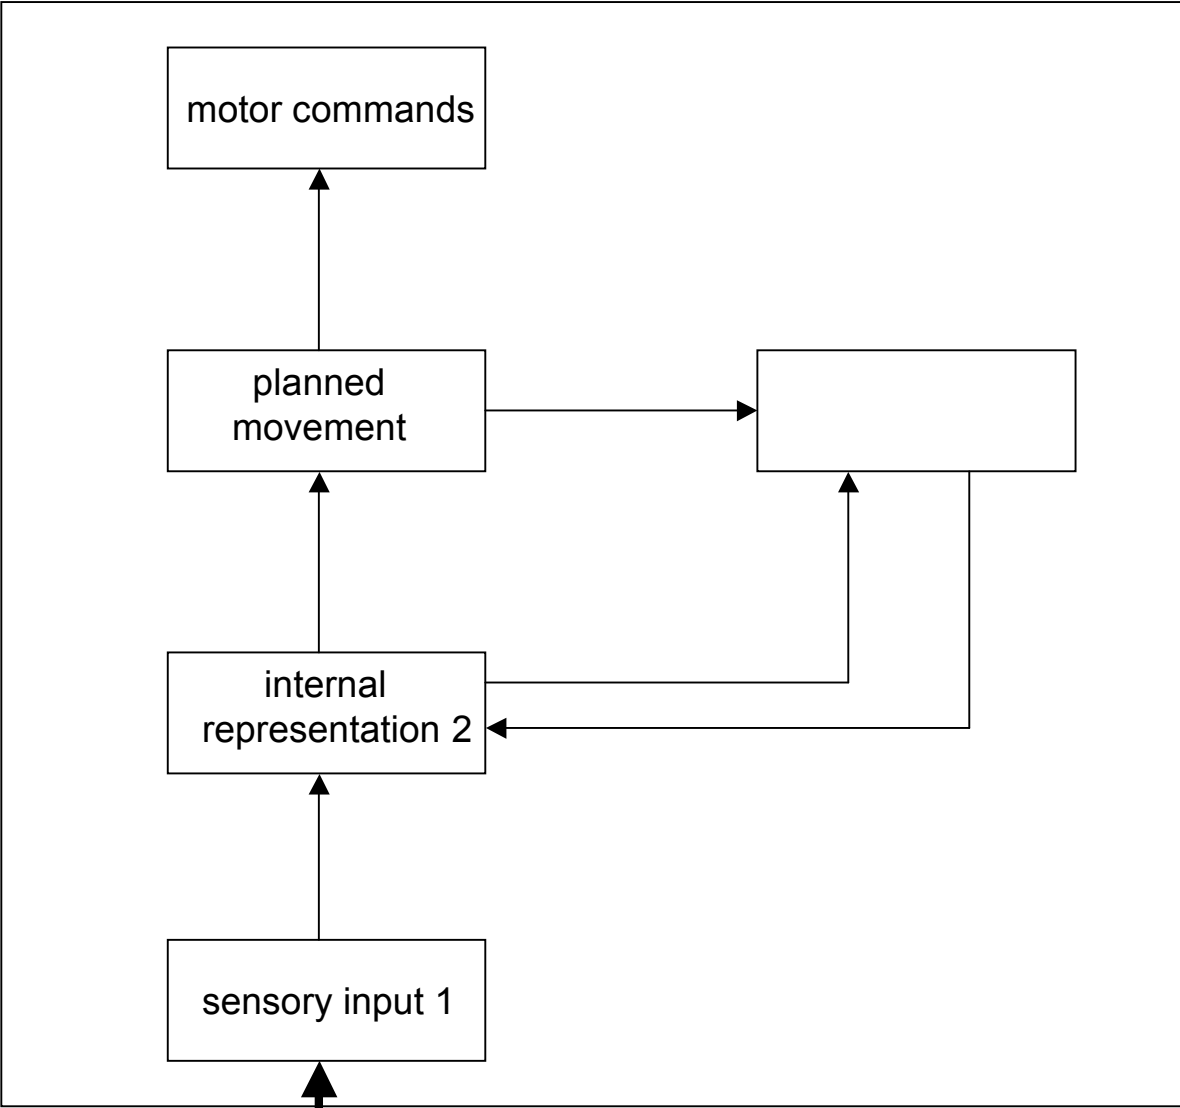 motor commands
planned
movement
internal
representation 2
sensory input 1